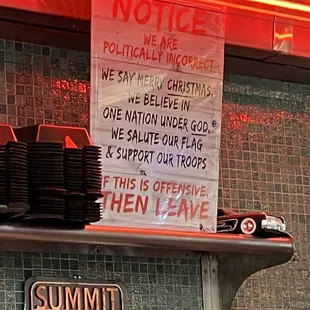 NOTICE
WE ARE
POLITICALLY INCORRECT
WE SAY MERRY CHRISTMAS,
WE BELIEVE IN
ONE NATION UNDER GOD,
WE SALUTE OUR FLAG
& SUPPORT OUR TROOPS
IF THIS IS OFFENSIVE,
THEN LEAVE
SUMMIT